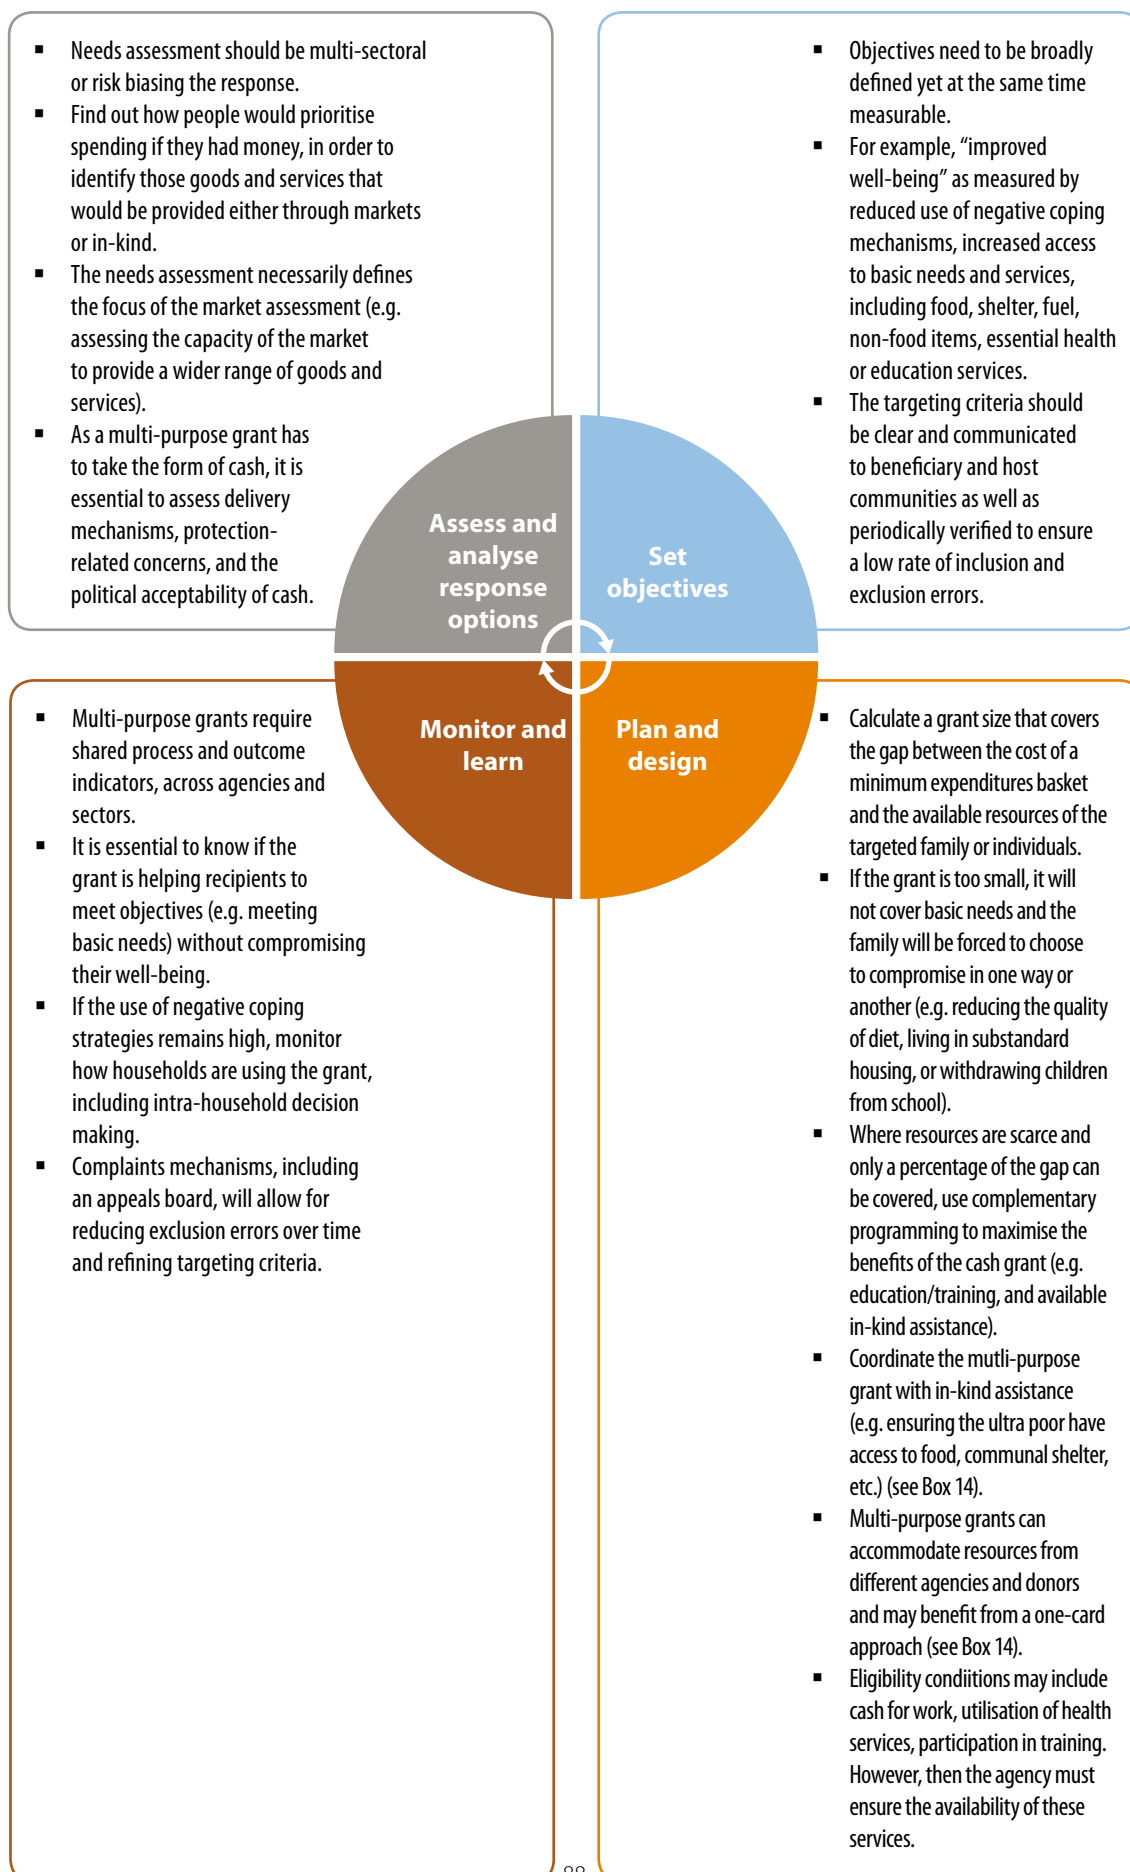 ▪ Needs assessment should be multi-sectoral
or risk biasing the response.
▪ Find out how people would prioritise
spending if they had money, in order to
identify those goods and services that
would be provided either through markets
or in-kind.
▪ The needs assessment necessarily defines
the focus of the market assessment (e.g.
assessing the capacity of the market
to provide a wider range of goods and
services).
▪ As a multi-purpose grant has
to take the form of cash, it is
essential to assess delivery
mechanisms, protection-
related concerns, and the
political acceptability of cash.
▪ Objectives need to be broadly
defined yet at the same time
measurable.
▪ For example, “improved
well-being” as measured by
reduced use of negative coping
mechanisms, increased access
to basic needs and services,
including food, shelter, fuel,
non-food items, essential health
or education services.
▪ The targeting criteria should
be clear and communicated
to beneficiary and host
communities as well as
periodically verified to ensure
a low rate of inclusion and
exclusion errors.
Assess and
analyse
response
options
Set
objectives
Monitor and
learn
Plan and
design
▪ Multi-purpose grants require
shared process and outcome
indicators, across agencies and
sectors.
▪ It is essential to know if the
grant is helping recipients to
meet objectives (e.g. meeting
basic needs) without compromising
their well-being.
▪ If the use of negative coping
strategies remains high, monitor
how households are using the grant,
including intra-household decision
making.
▪ Complaints mechanisms, including
an appeals board, will allow for
reducing exclusion errors over time
and refining targeting criteria.
▪ Calculate a grant size that covers
the gap between the cost of a
minimum expenditures basket
and the available resources of the
targeted family or individuals.
▪ If the grant is too small, it will
not cover basic needs and the
family will be forced to choose
to compromise in one way or
another (e.g. reducing the quality
of diet, living in substandard
housing, or withdrawing children
from school).
▪ Where resources are scarce and
only a percentage of the gap can
be covered, use complementary
programming to maximise the
benefits of the cash grant (e.g.
education/training, and available
in-kind assistance).
▪ Coordinate the mutli-purpose
grant with in-kind assistance
(e.g. ensuring the ultra poor have
access to food, communal shelter,
etc.) (see Box 14).
▪ Multi-purpose grants can
accommodate resources from
different agencies and donors
and may benefit from a one-card
approach (see Box 14).
▪ Eligibility condiitions may include
cash for work, utilisation of health
services, participation in training.
However, then the agency must
ensure the availability of these
services.